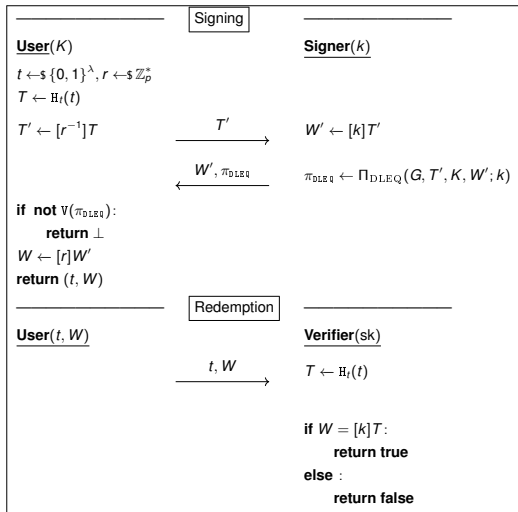 Signing
User(K) Signer(k)
t ←$ {0, 1}^λ, r ←$ ℤ*_p
T ← H_t(t)
T′ ← [r⁻¹]T T′ W′ ← [k]T′
W′, π_DLEQ π_DLEQ ← Π_DLEQ(G, T′, K, W′; k)
if not V(π_DLEQ):
return ⊥
W ← [r]W′
return (t, W)
Redemption
User(t, W) Verifier(sk)
t, W T ← H_t(t)
if W = [k]T:
return true
else :
return false